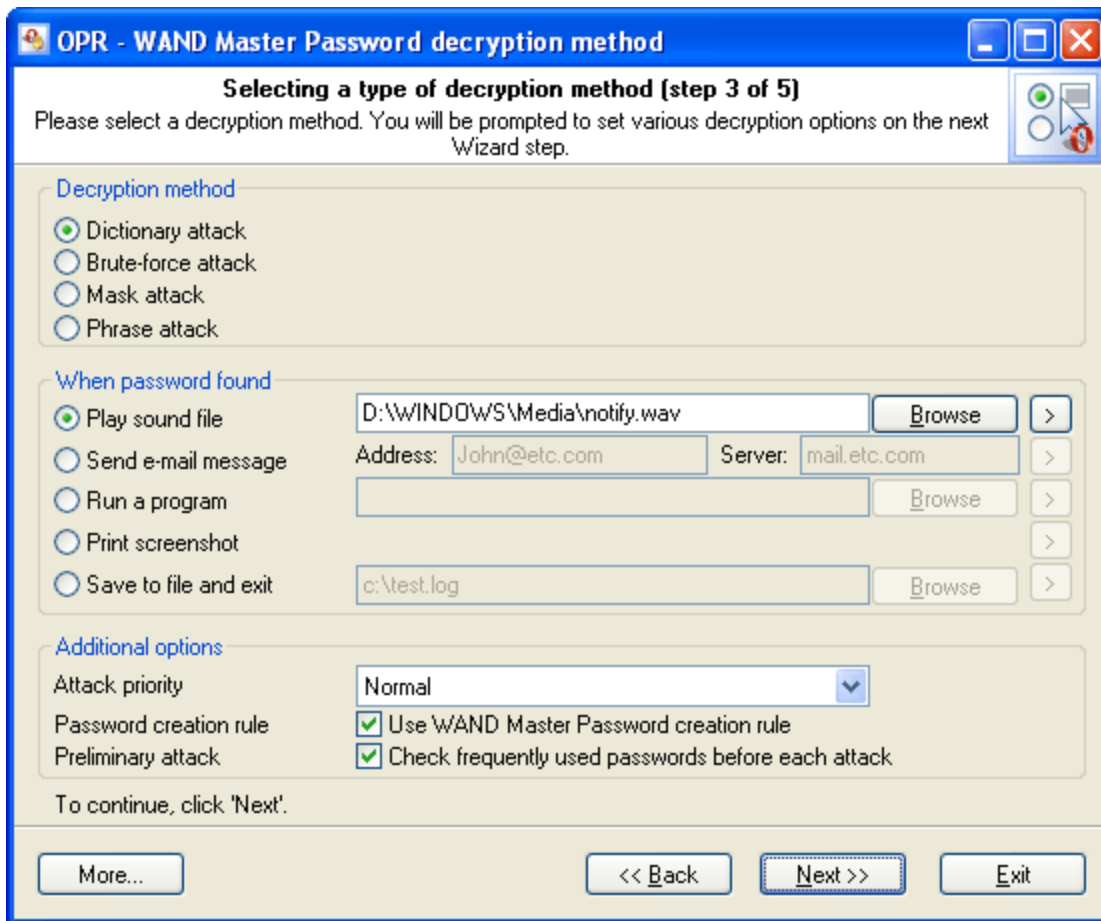 OPR - WAND Master Password decryption method
Selecting a type of decryption method (step 3 of 5)
Please select a decryption method. You will be prompted to set various decryption options on the next
Wizard step.
Decryption method
Dictionary attack
Brute-force attack
Mask attack
Phrase attack
When password found
Play sound file D:\WINDOWS\Media\notify.wav Browse >
Send e-mail message Address: John@etc.com Server: mail.etc.com >
Run a program Browse >
Print screenshot >
Save to file and exit c:\test.log Browse >
Additional options
Attack priority Normal
Password creation rule Use WAND Master Password creation rule
Preliminary attack Check frequently used passwords before each attack
To continue, click 'Next'.
More... << Back Next >> Exit